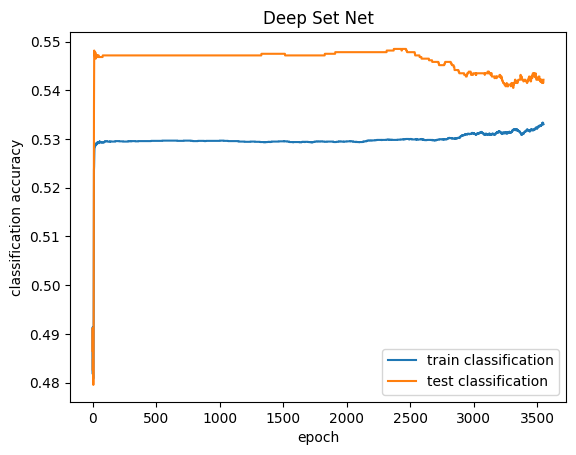 Deep Set Net
classification accuracy
0.55
0.54
0.53
0.52
0.51
0.50
0.49
0.48
0 500 1000 1500 2000 2500 3000 3500
epoch
train classification
test classification